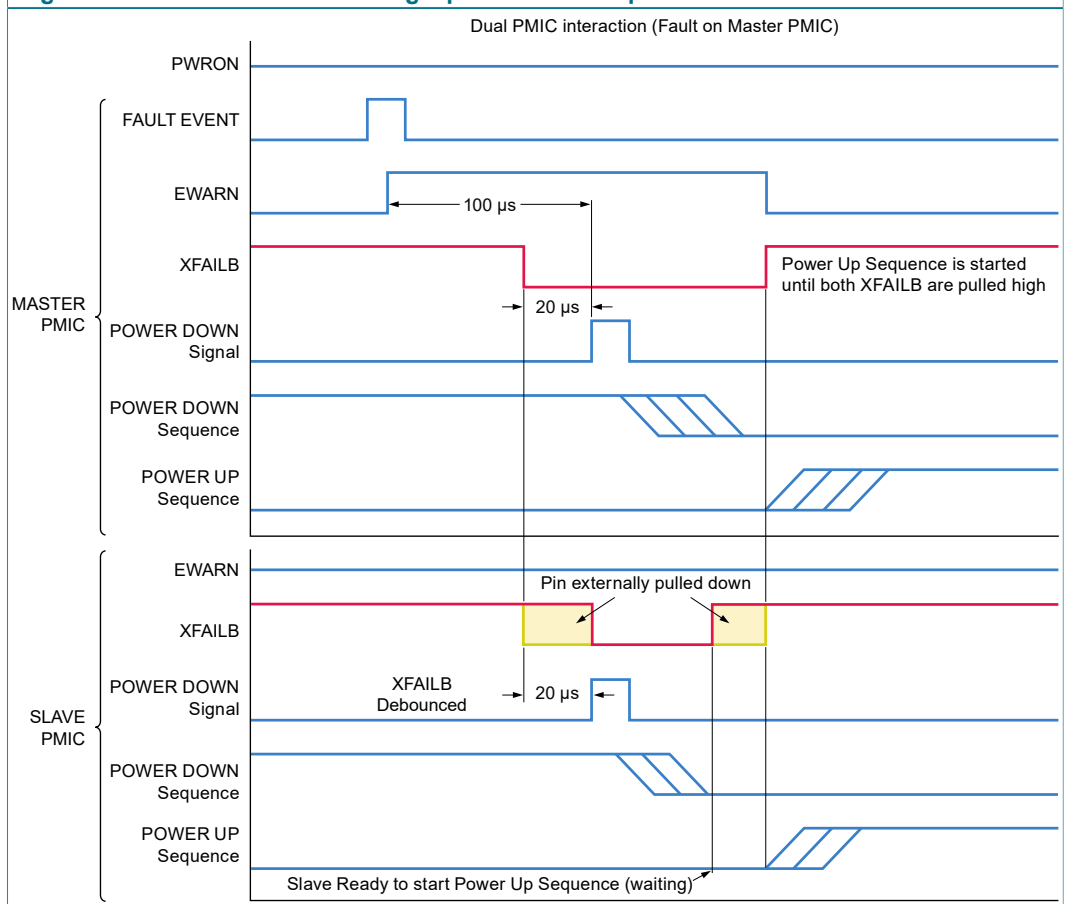 Dual PMIC interaction (Fault on Master PMIC)
PWRON
FAULT EVENT
EWARN
100 µs
XFAILB
Power Up Sequence is started
until both XFAILB are pulled high
MASTER
PMIC
20 µs
POWER DOWN
Signal
POWER DOWN
Sequence
POWER UP
Sequence
EWARN
Pin externally pulled down
XFAILB
POWER DOWN
Signal
XFAILB
Debounced
20 µs
SLAVE
PMIC
POWER DOWN
Sequence
POWER UP
Sequence
Slave Ready to start Power Up Sequence (waiting)